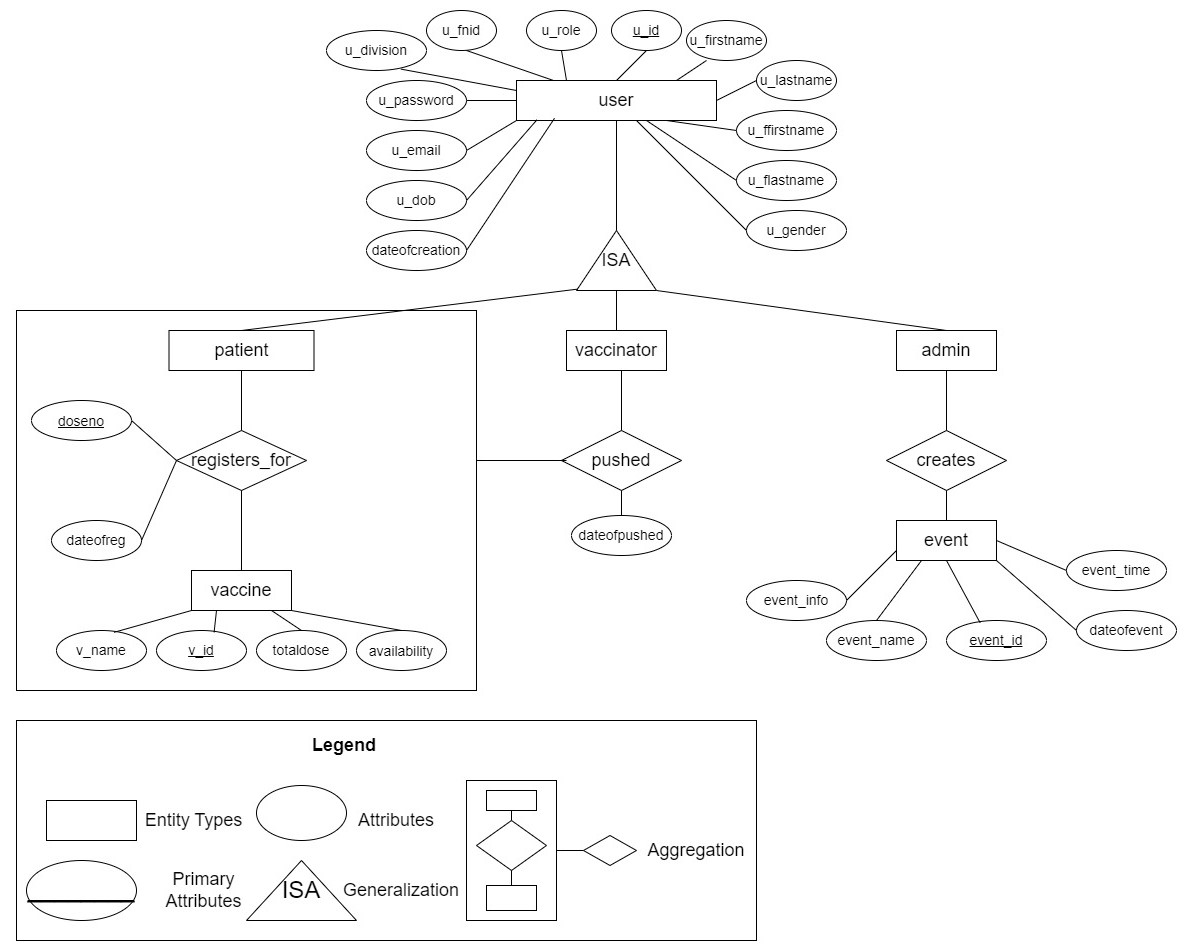 u_fnid
u_role
u_id
u_firstname
u_division
u_lastname
u_password
user
u_ffirstname
u_email
u_flastname
u_dob
u_gender
dateofcreation
ISA
patient
vaccinator
admin
doseno
registers_for
pushed
creates
dateofreg
dateofpushed
event
event_time
vaccine
event_info
v_name
v_id
totaldose
availability
event_name
event_id
dateofevent
Legend
Entity Types
Attributes
Aggregation
Primary
Attributes
ISA
Generalization